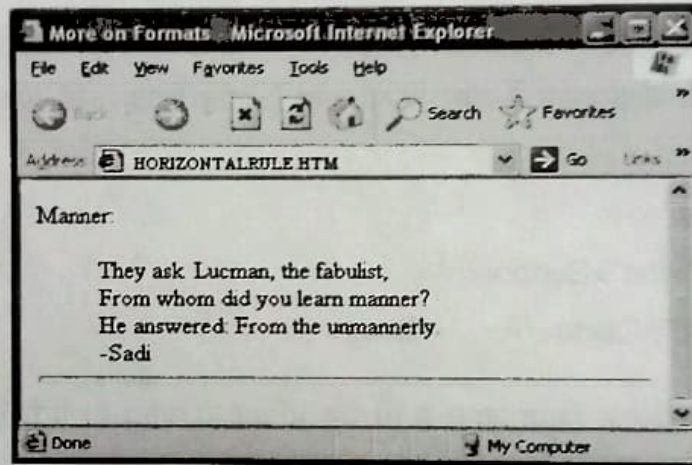 More on Formats - Microsoft Internet Explorer
File Edit View Favorites Tools Help
Back Search Favorites »
Address HORIZONTALRULE HTM Go Links »
Manner:
They ask Lucman, the fabulist,
From whom did you learn manner?
He answered: From the unmannerly
-Sadi
Done My Computer